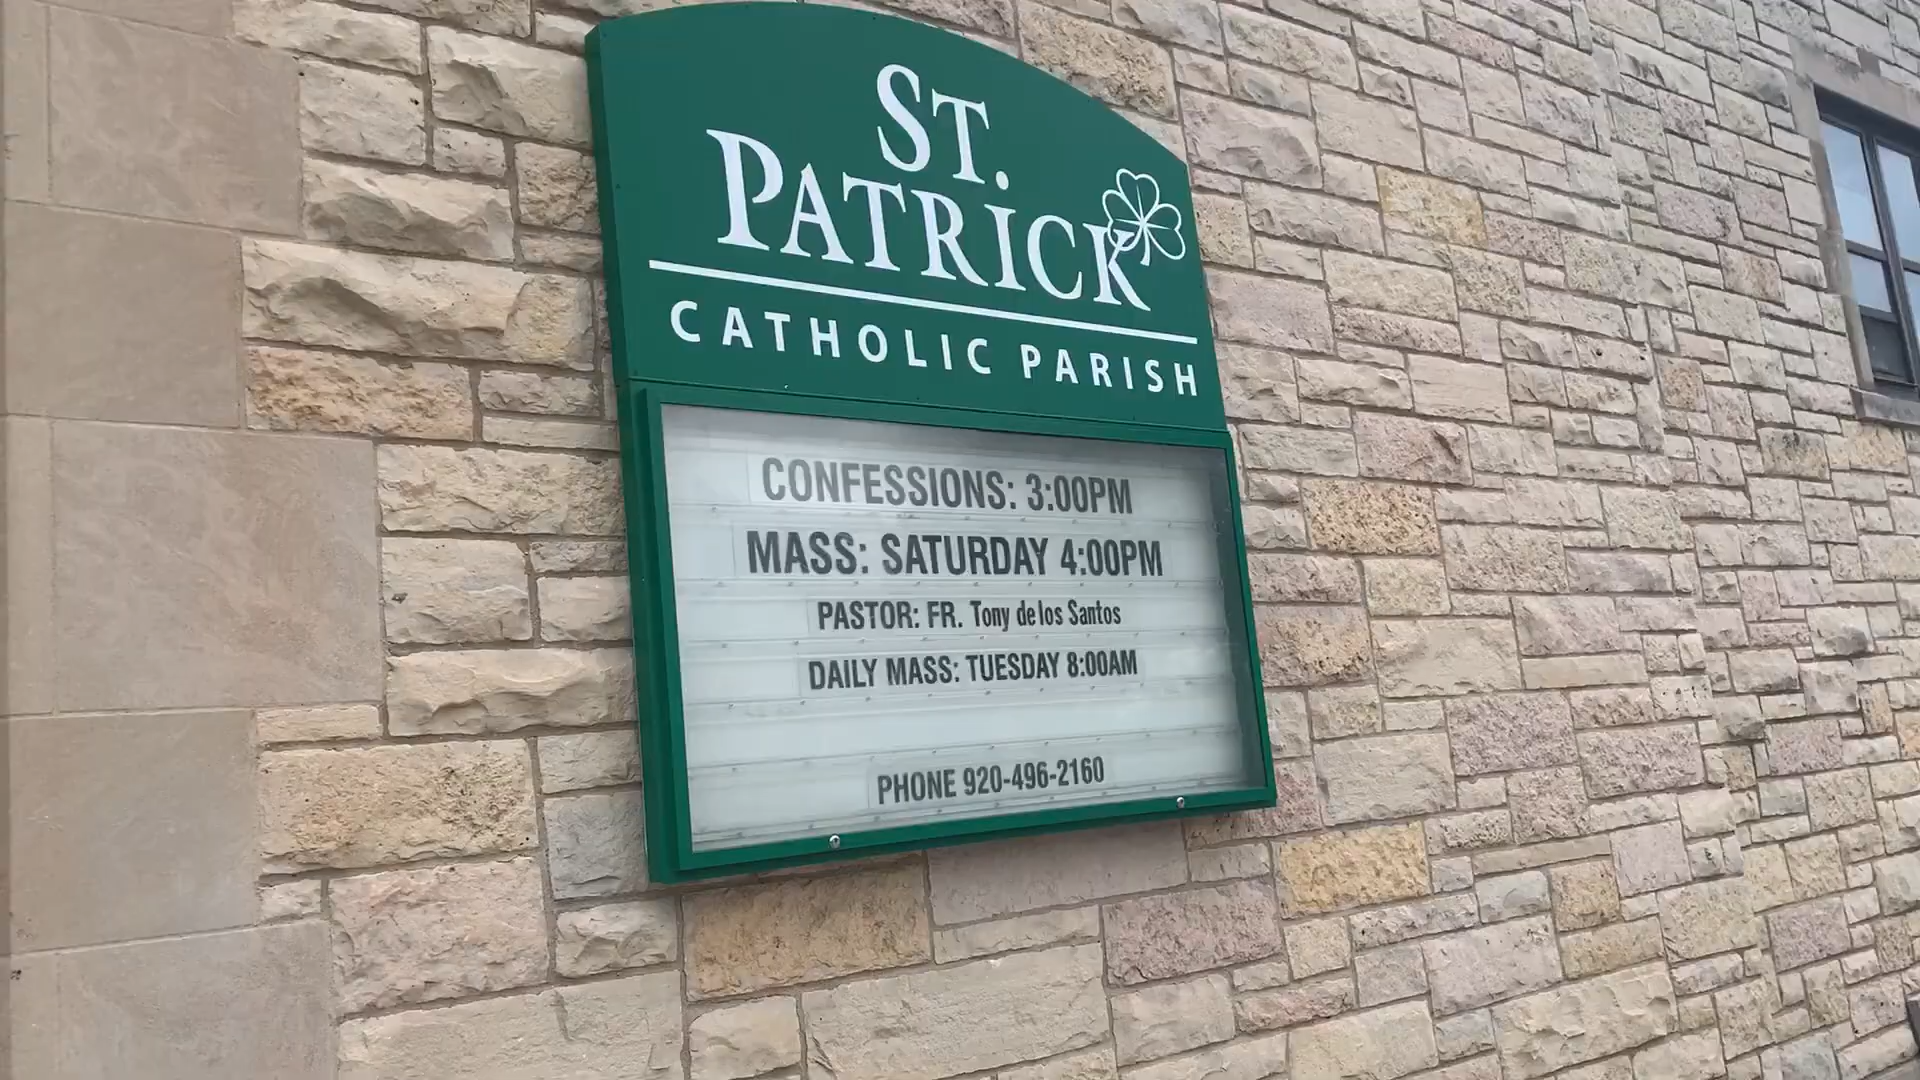 ST.
PATRICK
CATHOLIC PARISH
CONFESSIONS: 3:00PM
MASS: SATURDAY 4:00PM
PASTOR: FR. Tony de los Santos
DAILY MASS: TUESDAY 8:00AM
PHONE 920-496-2160